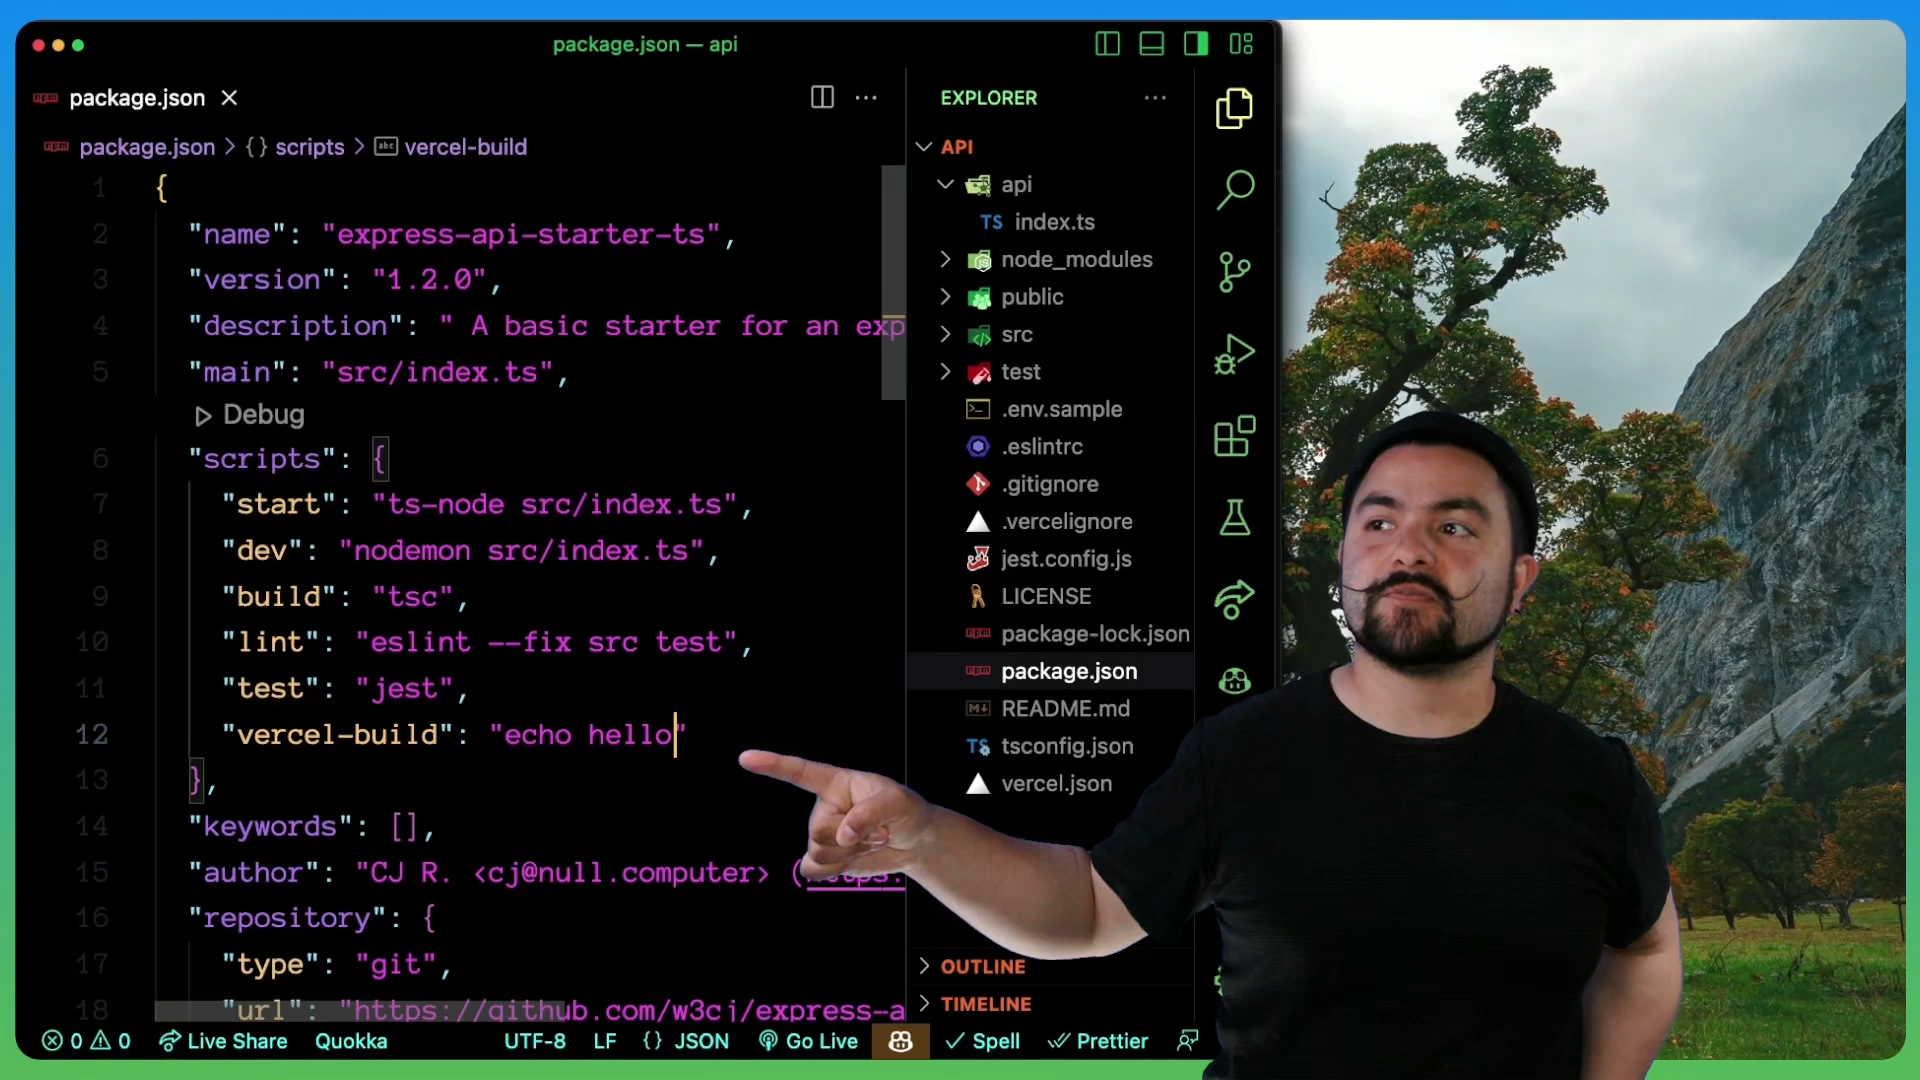 package.json — api
package.json
package.json > {} scripts > abc vercel-build
1 {
2 "name": "express-api-starter-ts",
3 "version": "1.2.0",
4 "description": " A basic starter for an exp
5 "main": "src/index.ts",
Debug
6 "scripts": {
7 "start": "ts-node src/index.ts",
8 "dev": "nodemon src/index.ts",
9 "build": "tsc",
10 "lint": "eslint --fix src test",
11 "test": "jest",
12 "vercel-build": "echo hello"
13 },
14 "keywords": [],
15 "author": "CJ R. <cj@null.computer> (https:
16 "repository": {
17 "type": "git",
18 "url": "https://github.com/w3cj/express-a
EXPLORER
API
api
TS index.ts
node_modules
public
src
test
.env.sample
.eslintrc
.gitignore
.vercelignore
jest.config.js
LICENSE
package-lock.json
package.json
README.md
TS tsconfig.json
vercel.json
OUTLINE
TIMELINE
0 0 Live Share Quokka UTF-8 LF {} JSON Go Live Spell Prettier